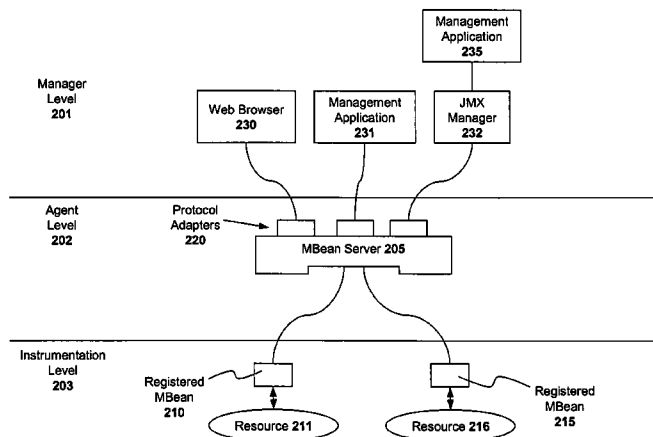 Management
Application
235
Manager
Level
201
Web Browser
230
Management
Application
231
JMX
Manager
232
Agent
Level
202
Protocol
Adapters
220
MBean Server 205
Instrumentation
Level
203
Registered
MBean
210
Registered
MBean
215
Resource 211
Resource 216